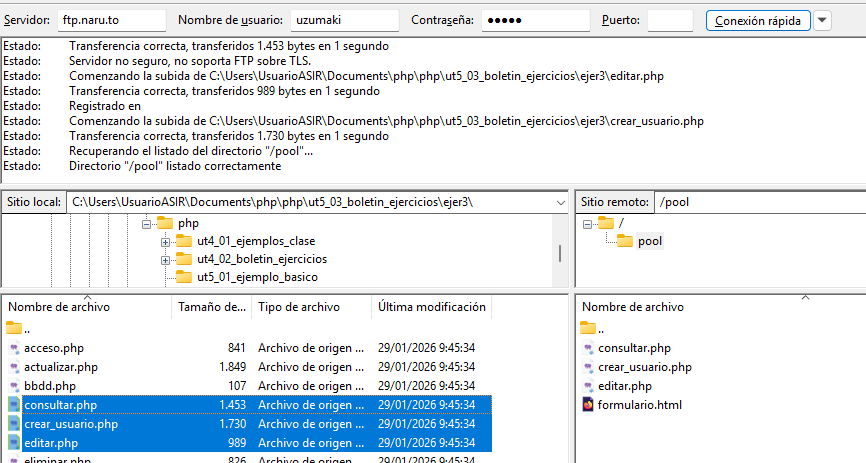 Servidor: ftp.naru.to Nombre de usuario: uzumaki Contraseña: ●●●●● Puerto: Conexión rápida
Estado: Transferencia correcta, transferidos 1.453 bytes en 1 segundo
Estado: Servidor no seguro, no soporta FTP sobre TLS.
Estado: Comenzando la subida de C:\Users\UsuarioASIR\Documents\php\php\ut5_03_boletin_ejercicios\ejer3\editar.php
Estado: Transferencia correcta, transferidos 989 bytes en 1 segundo
Estado: Registrado en
Estado: Comenzando la subida de C:\Users\UsuarioASIR\Documents\php\php\ut5_03_boletin_ejercicios\ejer3\crear_usuario.php
Estado: Transferencia correcta, transferidos 1.730 bytes en 1 segundo
Estado: Recuperando el listado del directorio "/pool"...
Estado: Directorio "/pool" listado correctamente
Sitio local: C:\Users\UsuarioASIR\Documents\php\php\ut5_03_boletin_ejercicios\ejer3\
php
ut4_01_ejemplos_clase
ut4_02_boletin_ejercicios
ut5_01_ejemplo_basico
Sitio remoto: /pool
/
pool
Nombre de archivo Tamaño de... Tipo de archivo Última modificación
..
acceso.php 841 Archivo de origen ... 29/01/2026 9:45:34
actualizar.php 1.849 Archivo de origen ... 29/01/2026 9:45:34
bbdd.php 107 Archivo de origen ... 29/01/2026 9:45:34
consultar.php 1.453 Archivo de origen ... 29/01/2026 9:45:34
crear_usuario.php 1.730 Archivo de origen ... 29/01/2026 9:45:34
editar.php 989 Archivo de origen ... 29/01/2026 9:45:34
eliminar.php 826 Archivo de origen ... 29/01/2026 9:45:34
Nombre de archivo
..
consultar.php
crear_usuario.php
editar.php
formulario.html